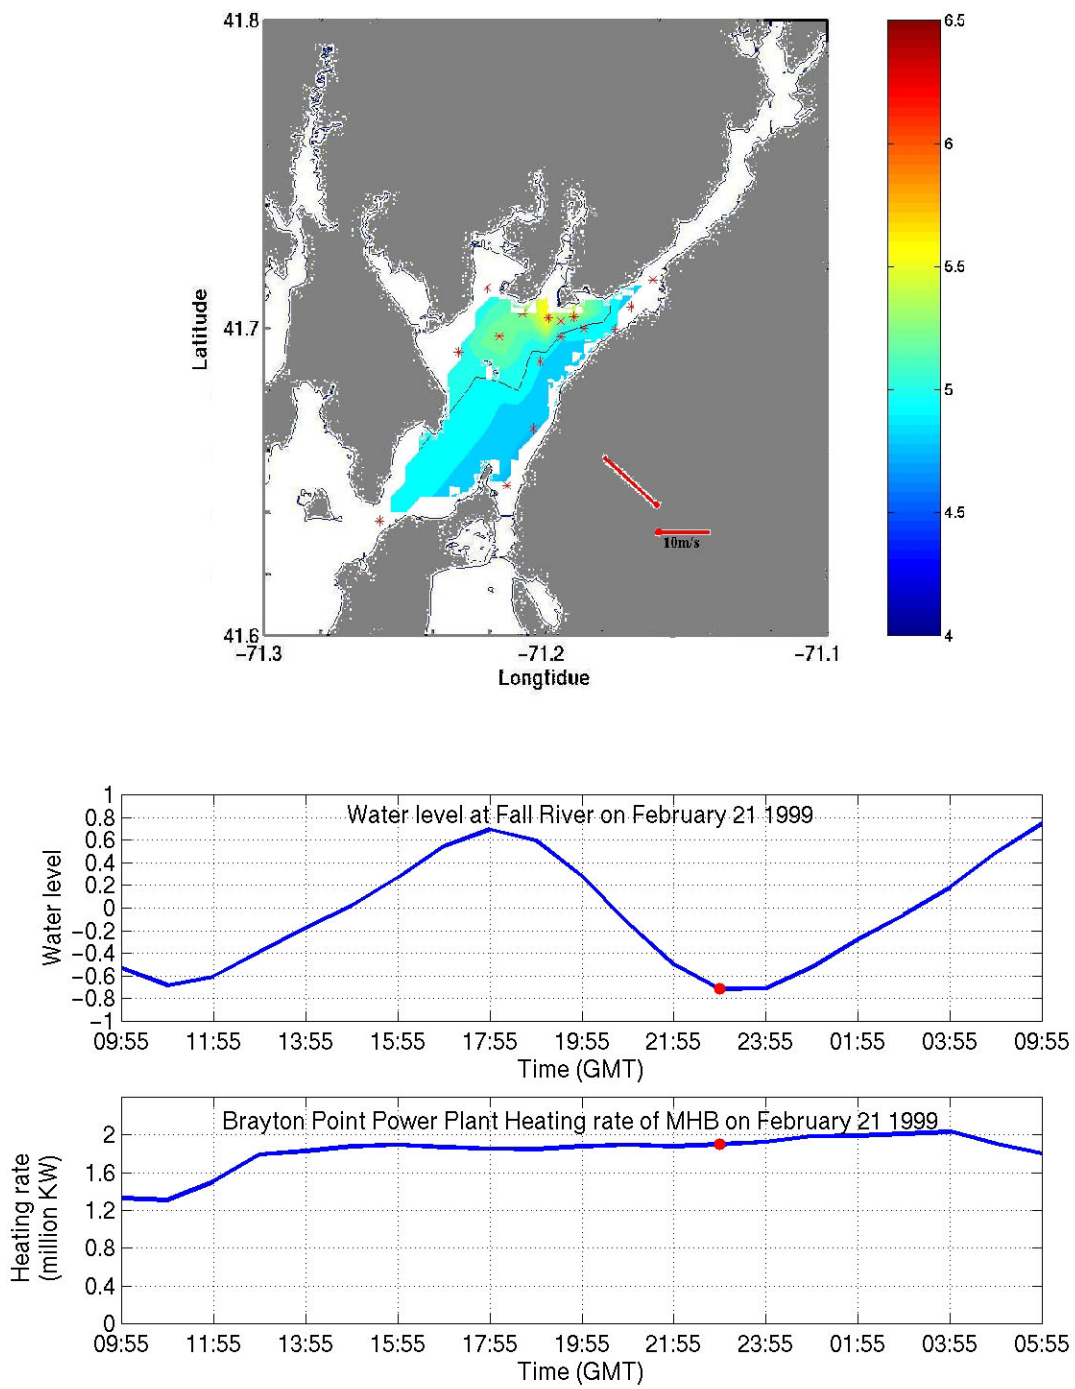 41.8
41.7
41.6
Latitude
-71.3
-71.2
-71.1
Longtidue
10m/s
6.5
6
5.5
5
4.5
4
Water level at Fall River on February 21 1999
1
0.8
0.6
0.4
0.2
0
-0.2
-0.4
-0.6
-0.8
-1
Water level
09:55 11:55 13:55 15:55 17:55 19:55 21:55 23:55 01:55 03:55 09:55
Time (GMT)
Brayton Point Power Plant Heating rate of MHB on February 21 1999
2
1.6
1.2
0.8
0.4
0
Heating rate
(million KW)
09:55 11:55 13:55 15:55 17:55 19:55 21:55 23:55 01:55 03:55 05:55
Time (GMT)